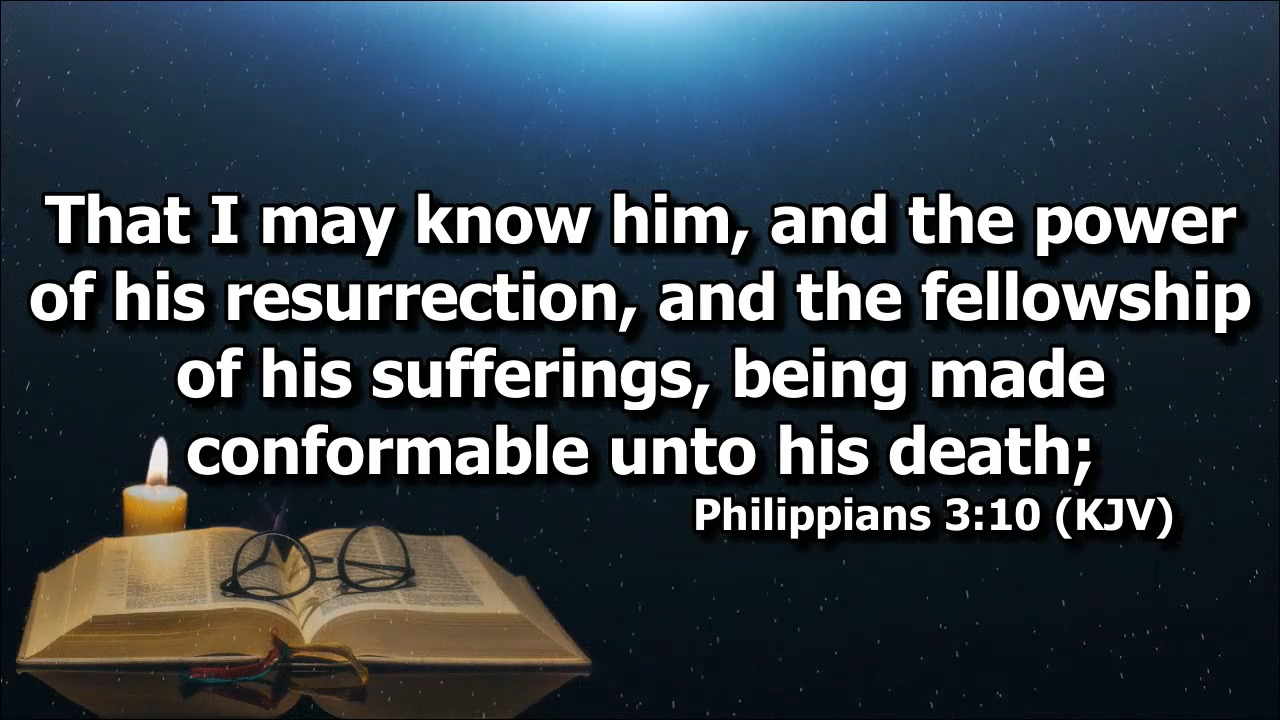 That I may know him, and the power
of his resurrection, and the fellowship
of his sufferings, being made
conformable unto his death;
Philippians 3:10 (KJV)